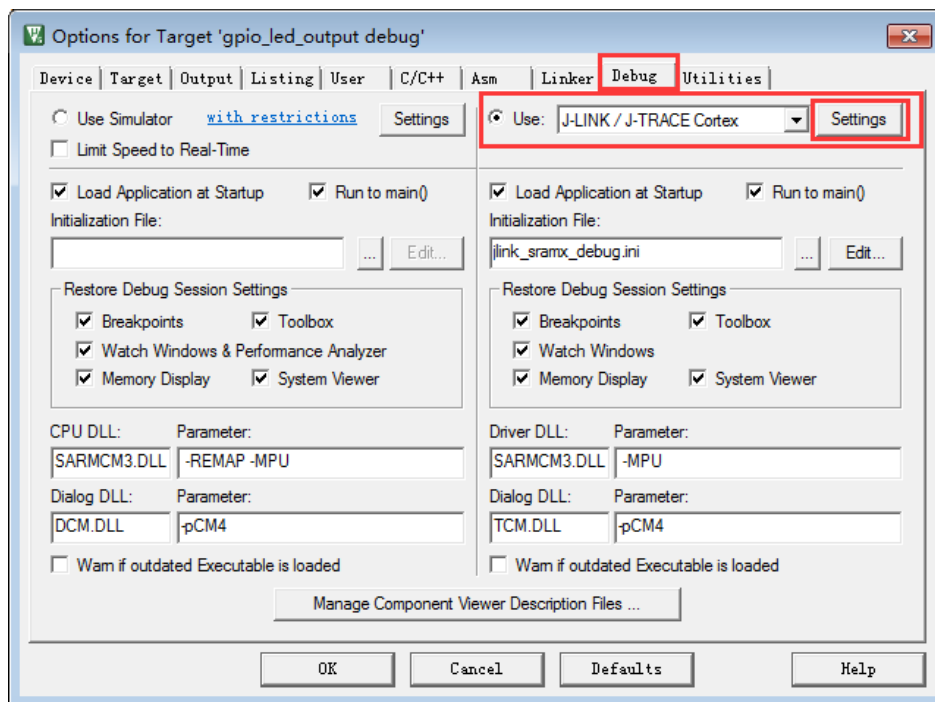 Options for Target 'gpio_led_output debug'
Device Target Output Listing User C/C++ Asm Linker Debug Utilities
Use Simulator with restrictions Settings
Limit Speed to Real-Time
Use: J-LINK / J-TRACE Cortex Settings
Load Application at Startup Run to main()
Initialization File:
... Edit...
Restore Debug Session Settings
Breakpoints Toolbox
Watch Windows & Performance Analyzer
Memory Display System Viewer
CPU DLL: Parameter:
SARMCM3.DLL -REMAP -MPU
Dialog DLL: Parameter:
DCM.DLL -pCM4
Warn if outdated Executable is loaded
Load Application at Startup Run to main()
Initialization File:
jlink_sramx_debug.ini ... Edit...
Restore Debug Session Settings
Breakpoints Toolbox
Watch Windows
Memory Display System Viewer
Driver DLL: Parameter:
SARMCM3.DLL -MPU
Dialog DLL: Parameter:
TCM.DLL -pCM4
Warn if outdated Executable is loaded
Manage Component Viewer Description Files ...
OK Cancel Defaults Help